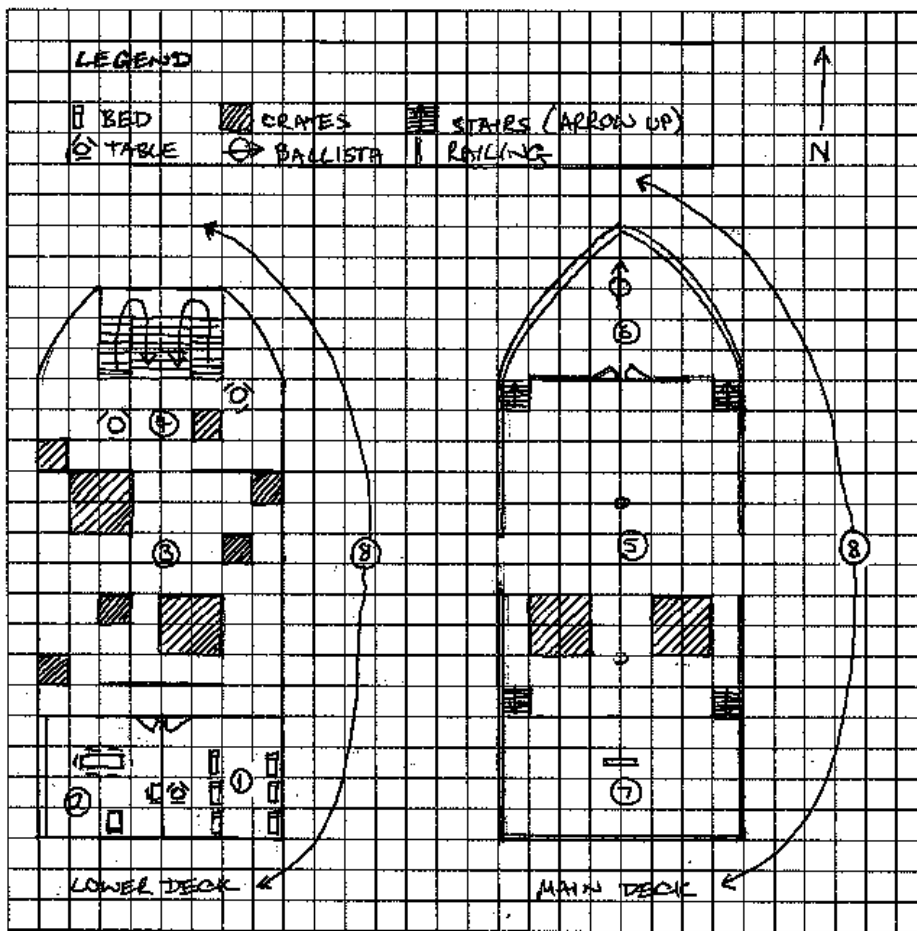 LEGEND
BED CRATES STAIRS (ARROW UP)
TABLE BALLISTA RAILING
N
6
4
3 8 5 8
1
2 7
LOWER DECK MAIN DECK